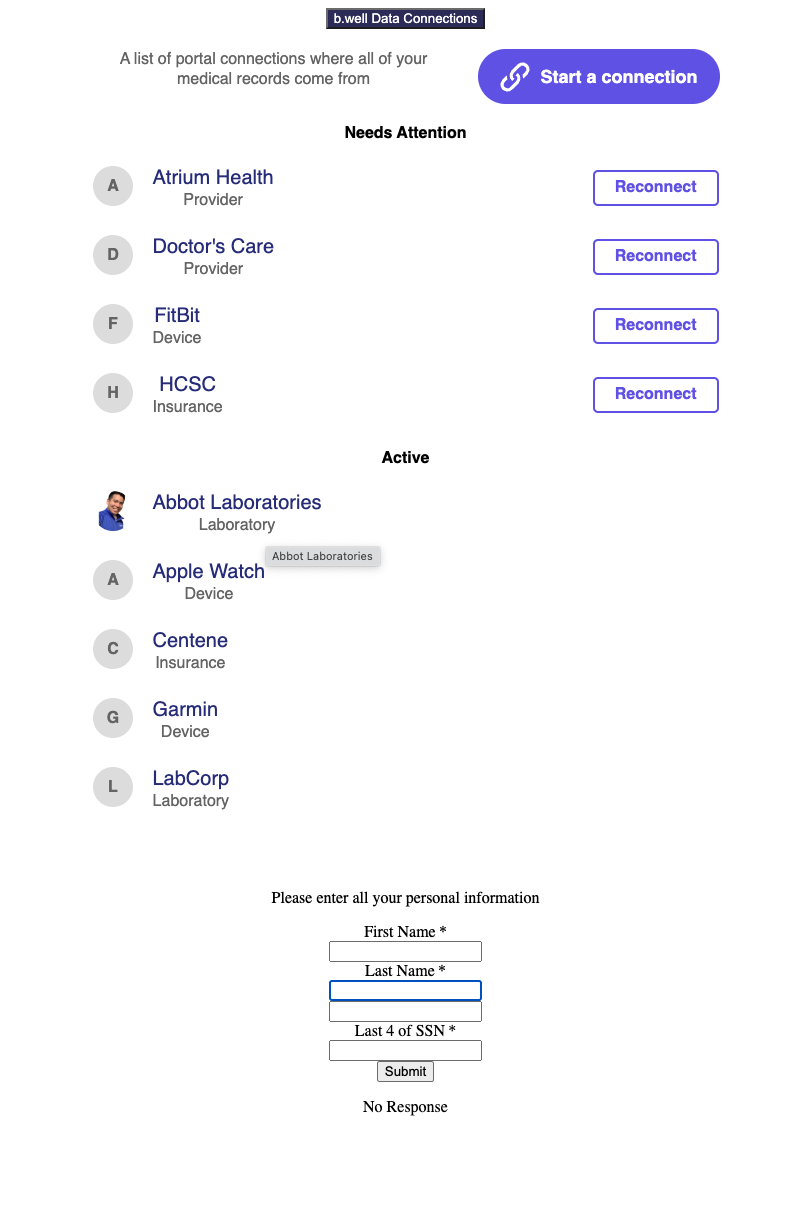 b.well Data Connections
A list of portal connections where all of your
medical records come from
Start a connection
Needs Attention
A
Atrium Health
Provider
Reconnect
D
Doctor's Care
Provider
Reconnect
F
FitBit
Device
Reconnect
H
HCSC
Insurance
Reconnect
Active
Abbot Laboratories
Laboratory
Abbot Laboratories
A
Apple Watch
Device
C
Centene
Insurance
G
Garmin
Device
L
LabCorp
Laboratory
Please enter all your personal information
First Name *
Last Name *
Last 4 of SSN *
Submit
No Response